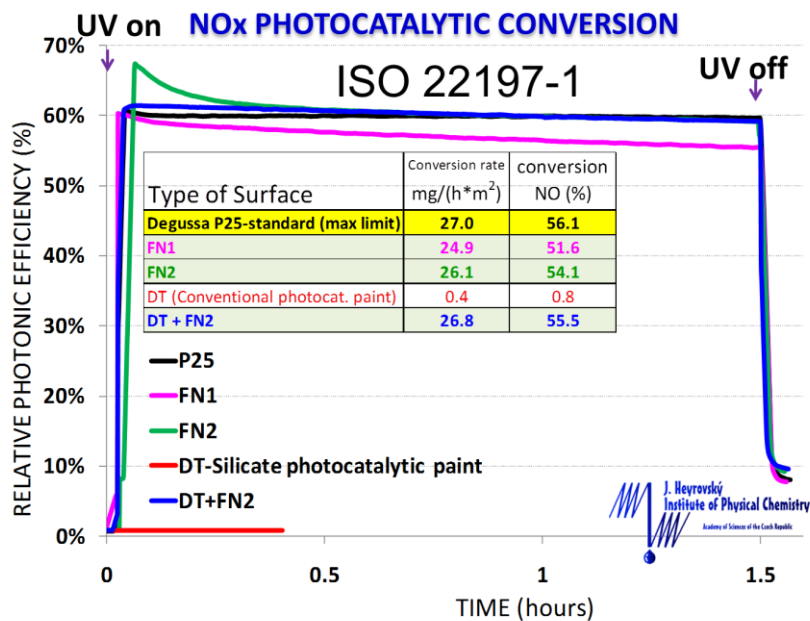 UV on
NOx PHOTOCATALYTIC CONVERSION
ISO 22197-1
UV off
RELATIVE PHOTONIC EFFICIENCY (%)
70%
60%
50%
40%
30%
20%
10%
0%
Type of Surface
Conversion rate
mg/(h*m²)
conversion
NO (%)
Degussa P25-standard (max limit) 27.0 56.1
FN1 24.9 51.6
FN2 26.1 54.1
DT (Conventional photocat. paint) 0.4 0.8
DT + FN2 26.8 55.5
P25
FN1
FN2
DT-Silicate photocatalytic paint
DT+FN2
J. Heyrovský
Institute of Physical Chemistry
Academy of Sciences of the Czech Republic
0 0.5 1 1.5
TIME (hours)